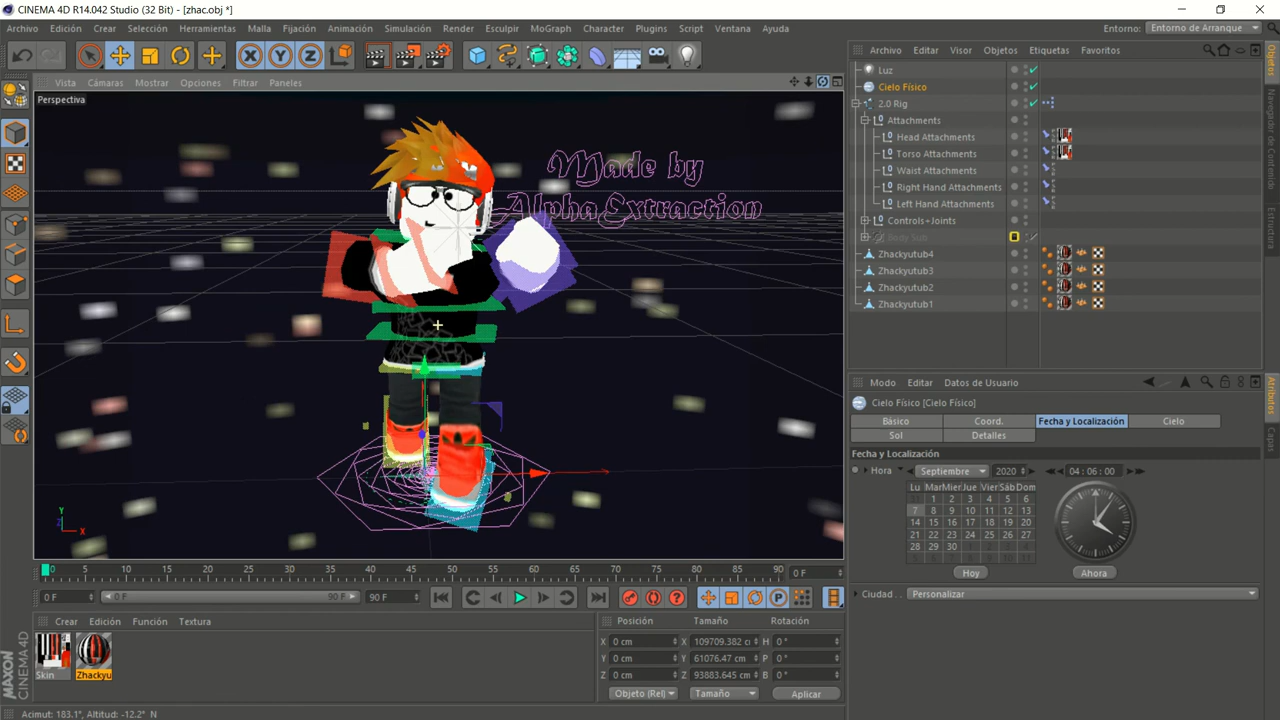 CINEMA 4D R14.042 Studio (32 Bit) - [zhac.obj *]
Archivo Edición Crear Selección Herramientas Malla Fijación Animación Simulación Render Esculpir MoGraph Character Plugins Script Ventana Ayuda
Entorno: Entorno de Arranque
Vista Cámaras Mostrar Opciones Filtrar Paneles
Perspectiva
Made by
AlphaExtraction
Y
Z X
0 5 10 15 20 25 30 35 40 45 50 55 60 65 70 75 80 85 90 0 F
0 F 0 F 90 F 90 F
Crear Edición Función Textura
Skin Zhackyu
MAXON
CINEMA 4D
Posición Tamaño Rotación
X 0 cm X 109709.382 c H 0 °
Y 0 cm Y 61076.47 cm P 0 °
Z 0 cm Z 93883.645 cm B 0 °
Objeto (Rel) Tamaño Aplicar
Azimut: 183.1°, Altitud: -12.2° N
Archivo Editar Visor Objetos Etiquetas Favoritos
Luz
Cielo Físico
2.0 Rig
Attachments
Head Attachments
Torso Attachments
Waist Attachments
Right Hand Attachments
Left Hand Attachments
Controls+Joints
Zhackyutub4
Zhackyutub3
Zhackyutub2
Zhackyutub1
Objetos
Navegador de Contenido
Estructura
Modo Editar Datos de Usuario
Cielo Físico [Cielo Físico]
Básico Coord. Fecha y Localización Cielo
Sol Detalles
Fecha y Localización
Hora Septiembre 2020 04 :06 : 00
Lu Mar Mier Jue Vier Sáb Dom
31 1 2 3 4 5 6
7 8 9 10 11 12 13
14 15 16 17 18 19 20
21 22 23 24 25 26 27
28 29 30
Hoy Ahora
Ciudad . . Personalizar
Atributos
Capas